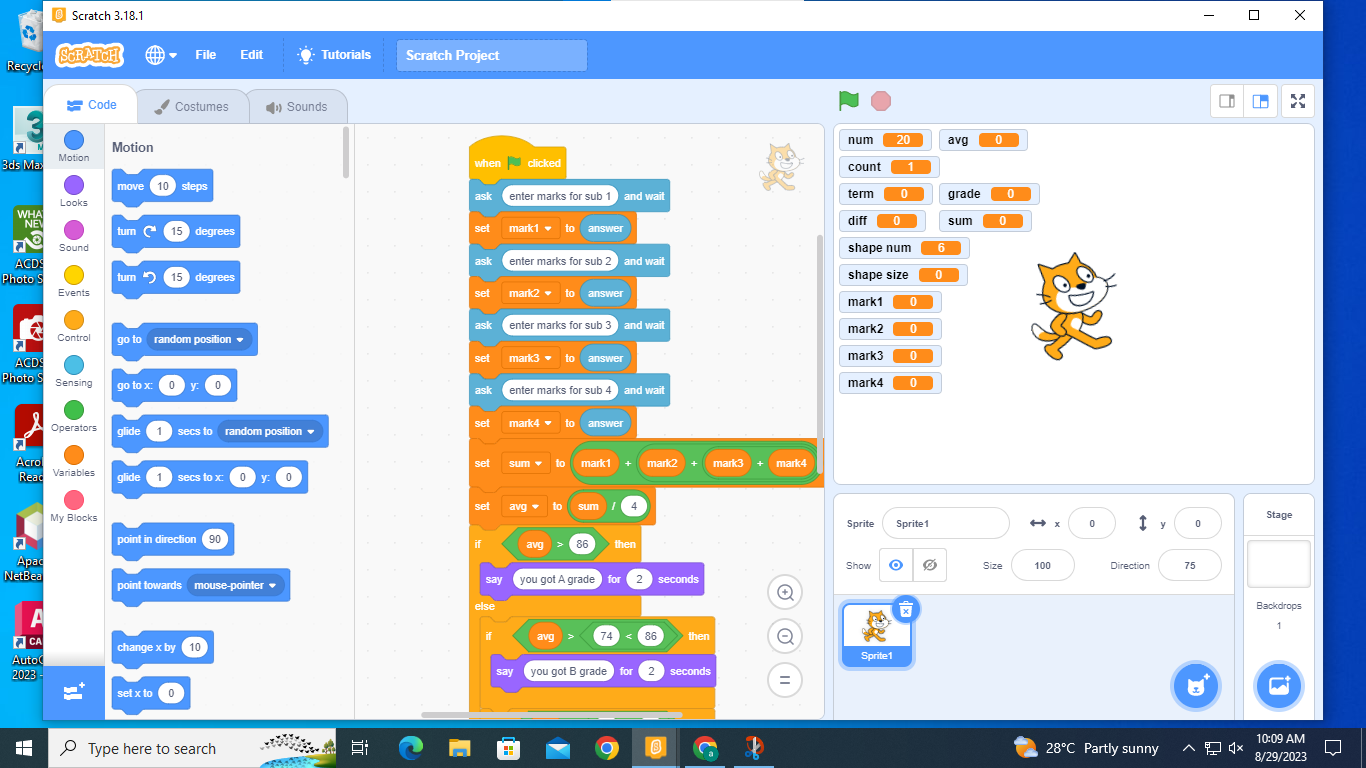 Scratch 3.18.1
SCRATCH File Edit Tutorials Scratch Project
Code Costumes Sounds
Motion
Looks
Sound
Events
Control
Sensing
Operators
Variables
My Blocks
Motion
move 10 steps
turn 15 degrees
turn 15 degrees
go to random position
go to x: 0 y: 0
glide 1 secs to random position
glide 1 secs to x: 0 y: 0
point in direction 90
point towards mouse-pointer
change x by 10
set x to 0
when clicked
ask enter marks for sub 1 and wait
set mark1 to answer
ask enter marks for sub 2 and wait
set mark2 to answer
ask enter marks for sub 3 and wait
set mark3 to answer
ask enter marks for sub 4 and wait
set mark4 to answer
set sum to mark1 + mark2 + mark3 + mark4
set avg to sum / 4
if avg > 86 then
say you got A grade for 2 seconds
else
if avg > 74 < 86 then
say you got B grade for 2 seconds
num 20 avg 0
count 1
term 0 grade 0
diff 0 sum 0
shape num 6
shape size 0
mark1 0
mark2 0
mark3 0
mark4 0
Sprite Sprite1 x 0 y 0
Show Size 100 Direction 75
Sprite1
Stage
Backdrops
1
Recycle
3ds Max
WHAT'S
NEW
ACDS
Photo S
ACDS
Photo S
Acro
Read
Apac
NetBea
CAD
AutoC
2023 -
Type here to search
28°C Partly sunny
10:09 AM
8/29/2023